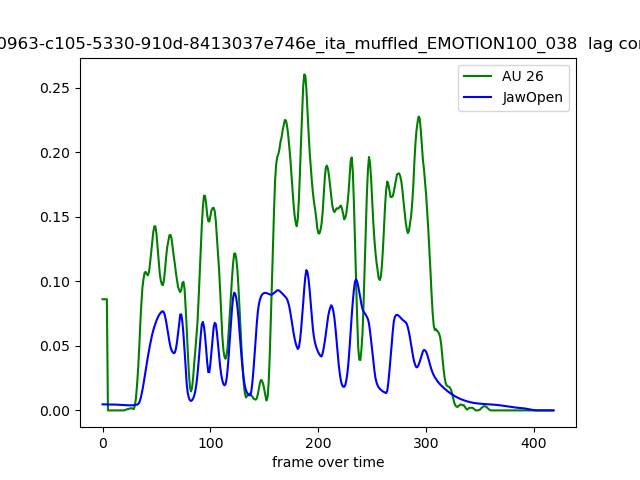 0963-c105-5330-910d-8413037e746e_ita_muffled_EMOTION100_038 lag
AU 26
JawOpen
0.25
0.20
0.15
0.10
0.05
0.00
0 100 200 300 400
frame over time